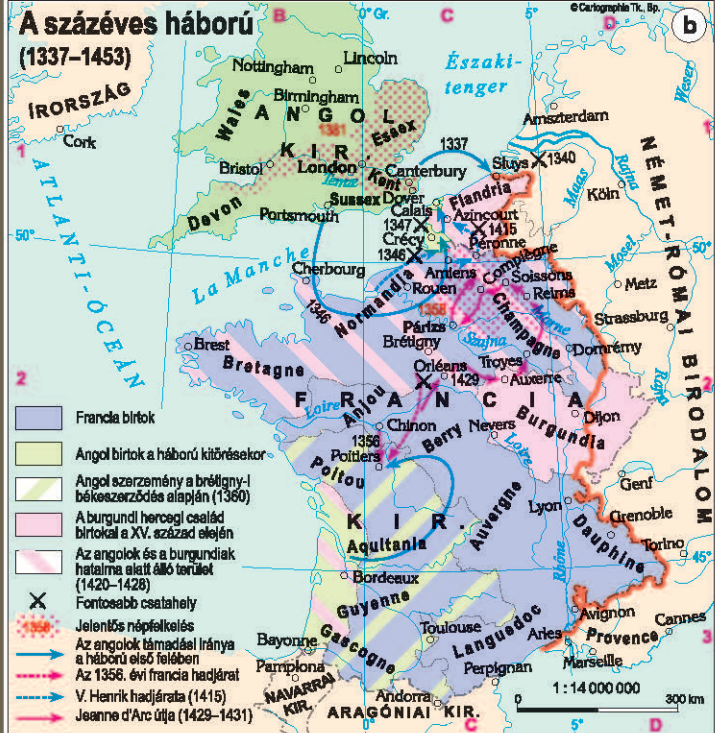 A százéves háború
(1337–1453)
© Cartographia Tk., Bp.
b
B
0° Gr.
C
5°
D
Északi-
tenger
Nottingham
Lincoln
ÍRORSZÁG
Wales
Birmingham
ANGOL
KIR.
1381
Essex
Cork
Amszterdam
Weser
1
1
ATLANTI-ÓCEÁN
Bristol
London
Temze
Kent
Canterbury
1337
Sluys
1340
Rajna
Maas
Köln
NÉMET-RÓMAI BIRODALOM
Devon
Sussex
Dover
Portsmouth
Flandria
Calais
1347
Azincourt
1415
Crécy
1346
Péronne
50°
50°
La Manche
Cherbourg
Amiens
Compiègne
Mosel
1346
Normandia
Rouen
Soissons
Reims
Metz
1358
Champagne
Marne
Párizs
Szajna
Strassburg
Brest
Bretagne
Brétigny
Troyes
Domrémy
Orléans
1429
Auxerre
Rajna
2
2
FRANCIA
Loire
Anjou
Burgundia
Dijon
Chinon
Berry
Nevers
Loire
1356
Poitiers
Poitou
Genf
KIR.
Auvergne
Lyon
Grenoble
Aquitania
Dauphiné
Torino
Rhône
45°
Bordeaux
Guyenne
Languedoc
Avignon
Cannes
Gascogne
Toulouse
Arles
Provence
3
Bayonne
Marseille
Pamplona
NAVARRAI
KIR.
Perpignan
Andorra
ARAGÓNIAI KIR.
0°
C
5°
D
1:14 000 000
0
300 km
Francia birtok
Angol birtok a háború kitörésekor
Angol szerzemény a brétigny-i
békeszerződés alapján (1360)
A burgundi hercegi család
birtokai a XV. század elején
Az angolok és a burgundiak
hatalma alatt álló terület
(1420–1428)
Fontosabb csatahely
1358
Jelentős népfelkelés
Az angolok támadási iránya
a háború első felében
Az 1356. évi francia hadjárat
V. Henrik hadjárata (1415)
Jeanne d'Arc útja (1429–1431)